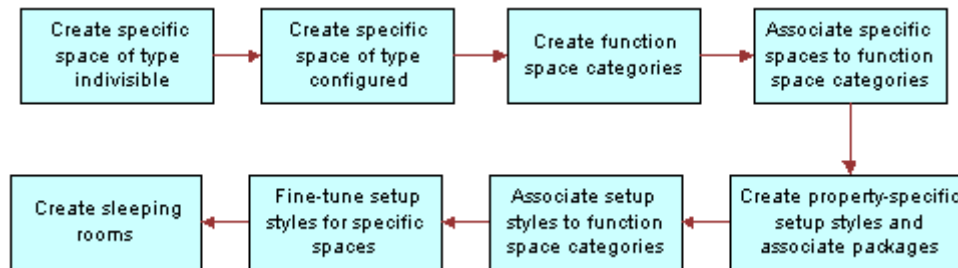 Create specific
space of type
indivisible
Create specific
space of type
configured
Create function
space categories
Associate specific
spaces to function
space categories
Create property-specific
setup styles and
associate packages
Associate setup
styles to function
space categories
Fine-tune setup
styles for specific
spaces
Create sleeping
rooms